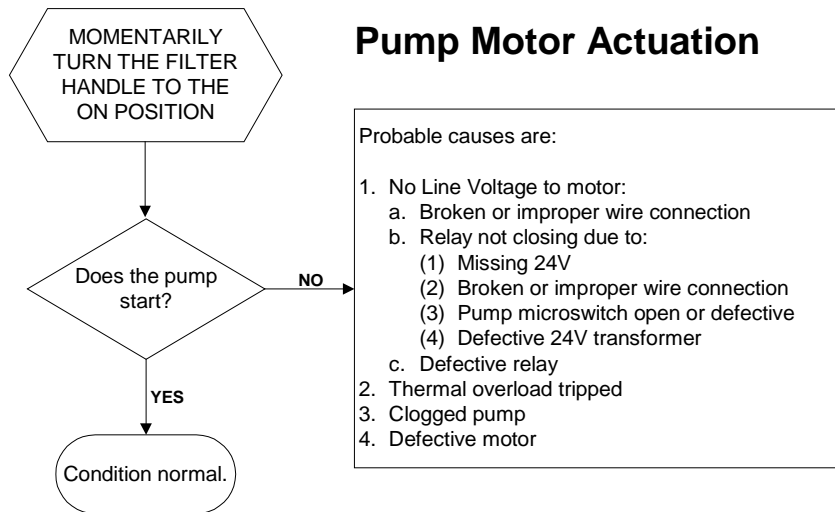 Pump Motor Actuation
MOMENTARILY
TURN THE FILTER
HANDLE TO THE
ON POSITION
Does the pump
start?
NO
YES
Condition normal.
Probable causes are:
1. No Line Voltage to motor:
a. Broken or improper wire connection
b. Relay not closing due to:
(1) Missing 24V
(2) Broken or improper wire connection
(3) Pump microswitch open or defective
(4) Defective 24V transformer
c. Defective relay
2. Thermal overload tripped
3. Clogged pump
4. Defective motor